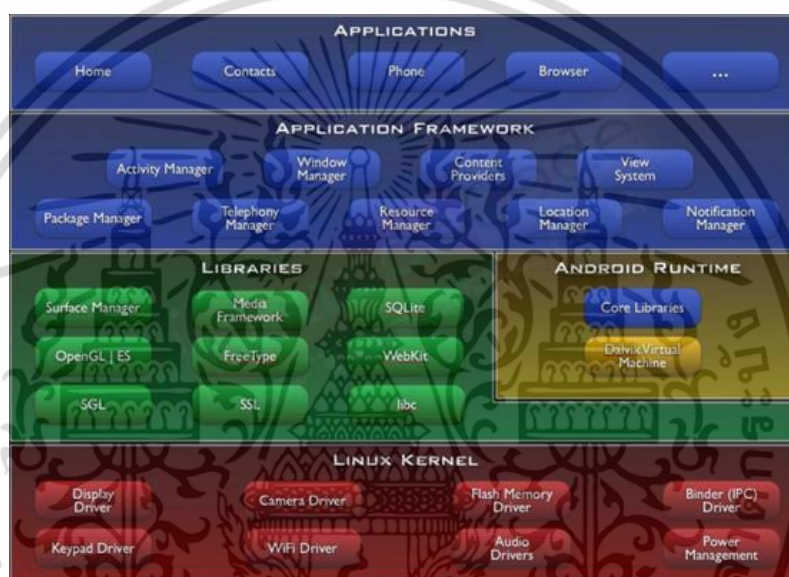 APPLICATIONS
Home Contacts Phone Browser ...
APPLICATION FRAMEWORK
Activity Manager Window Manager Content Providers View System
Package Manager Telephony Manager Resource Manager Location Manager Notification Manager
LIBRARIES
Surface Manager Media Framework SQLite
OpenGL | ES FreeType WebKit
SGL SSL libc
ANDROID RUNTIME
Core Libraries
Dalvik Virtual Machine
LINUX KERNEL
Display Driver Camera Driver Flash Memory Driver Binder (IPC) Driver
Keypad Driver WiFi Driver Audio Drivers Power Management